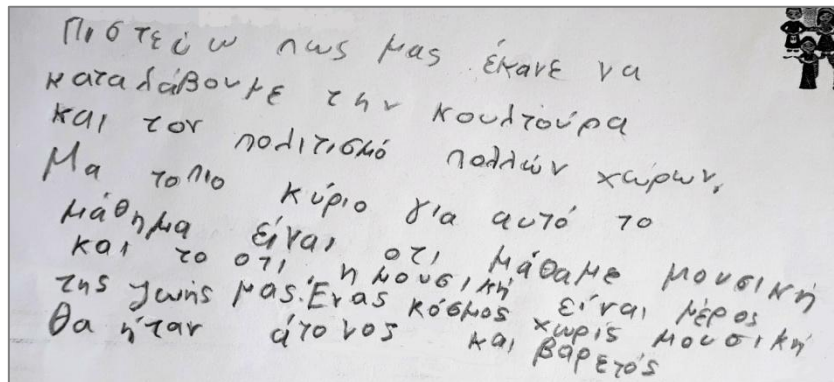 Πιστεύω πως μας έκανε να
καταλάβουμε την κουλτούρα
και τον πολιτισμό πολλών χωρών.
Μα το πιο κύριο για αυτό το
μάθημα είναι οτι μάθαμε μουσική
και το οτι η μουσική είναι μέρος
της ζωής μας. Ένας κόσμος χωρίς μουσική
θα ήταν άτονος και βαρετός